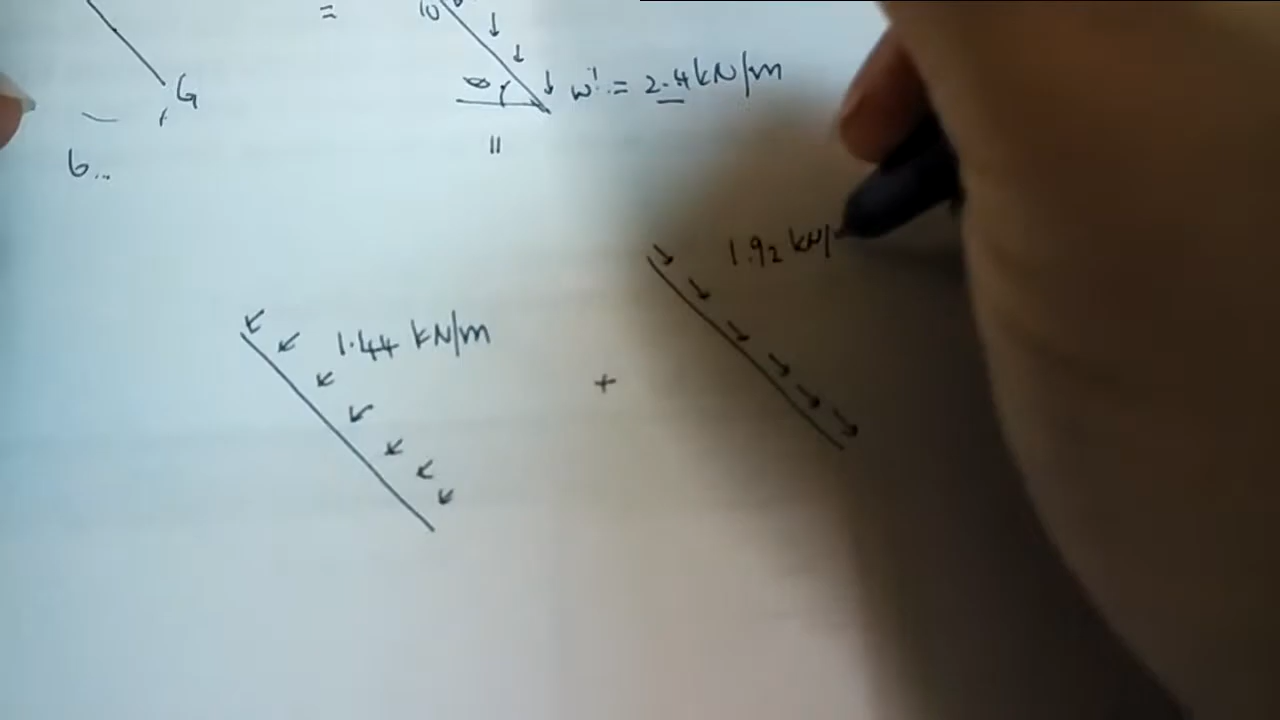 =
10
G
θ
w' = 2.4 kN/m
=
6...
1.92 kN/
1.44 kN/m
+